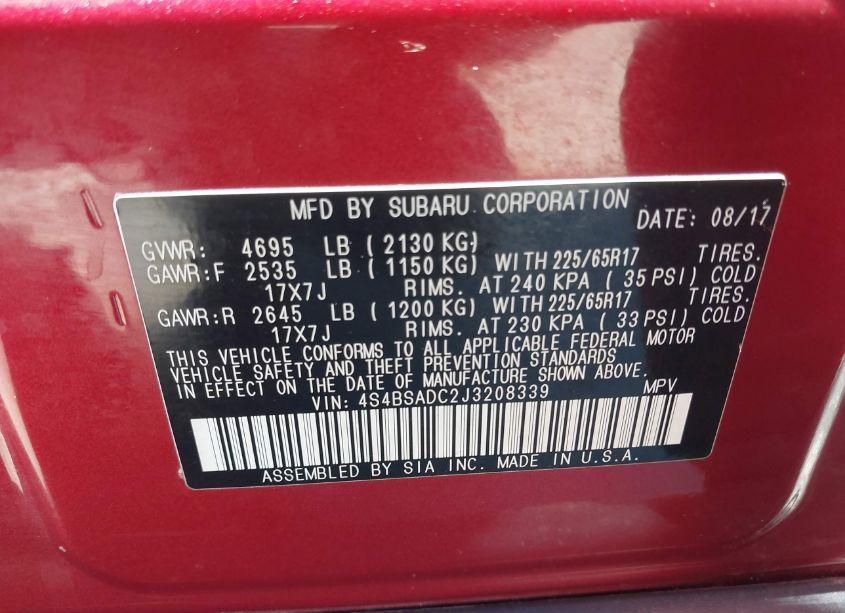 MFD BY SUBARU CORPORATION DATE: 08/17
GVWR: 4695 LB ( 2130 KG)
GAWR:F 2535 LB ( 1150 KG) WITH 225/65R17 TIRES.
17X7J RIMS. AT 240 KPA ( 35 PSI) COLD
GAWR:R 2645 LB ( 1200 KG) WITH 225/65R17 TIRES.
17X7J RIMS. AT 230 KPA ( 33 PSI) COLD
THIS VEHICLE CONFORMS TO ALL APPLICABLE FEDERAL MOTOR
VEHICLE SAFETY AND THEFT PREVENTION STANDARDS
IN EFFECT ON THE DATE OF MANUFACTURE SHOWN ABOVE.
VIN: 4S4BSADC2J3208339 MPV
ASSEMBLED BY SIA INC. MADE IN U.S.A.